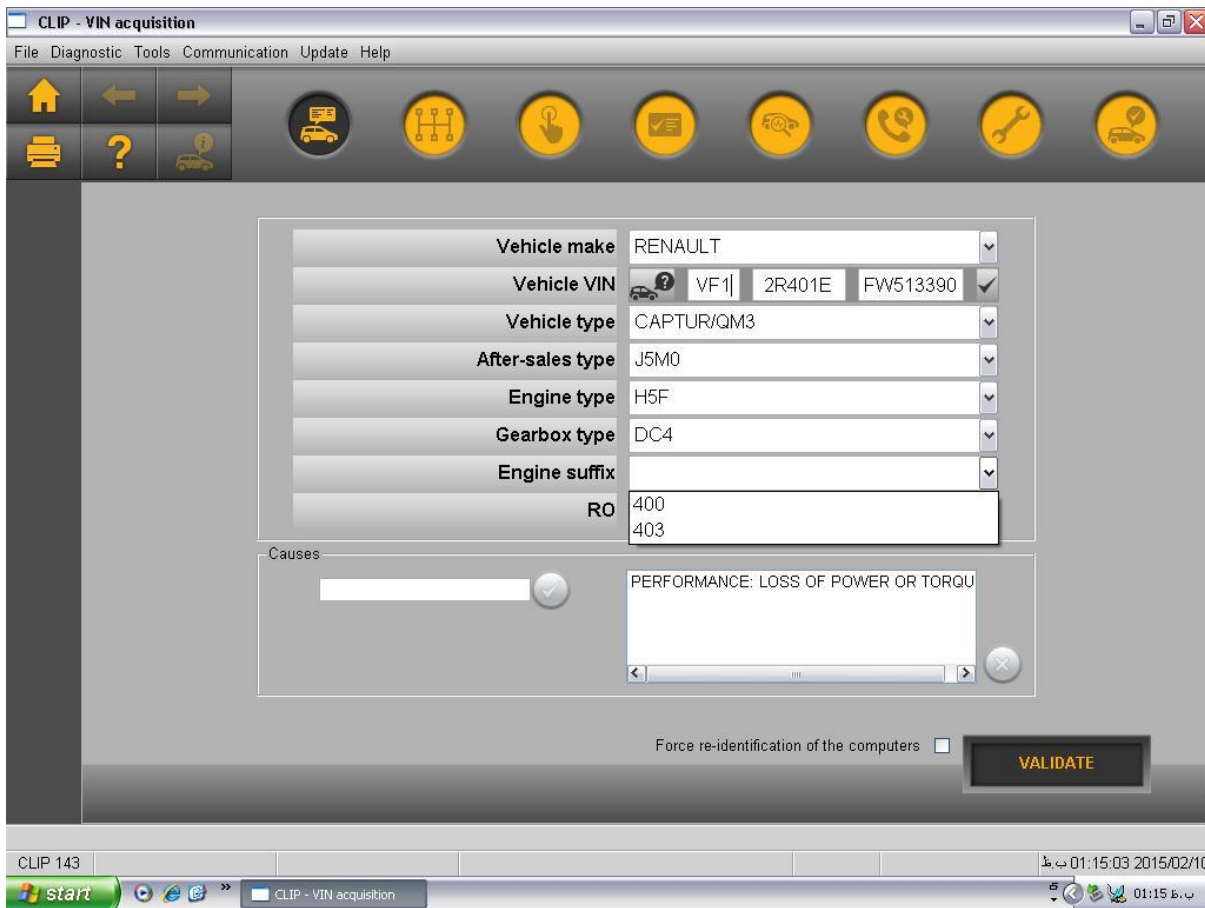 CLIP - VIN acquisition
File Diagnostic Tools Communication Update Help
?
i
Vehicle make RENAULT
Vehicle VIN ? VF1 2R401E FW513390
Vehicle type CAPTUR/QM3
After-sales type J5M0
Engine type H5F
Gearbox type DC4
Engine suffix
RO
400
403
Causes
PERFORMANCE: LOSS OF POWER OR TORQU
Force re-identification of the computers
VALIDATE
CLIP 143
01:15:03 2015/02/10 ب.ظ
start » CLIP - VIN acquisition 01:15 ب.ظ